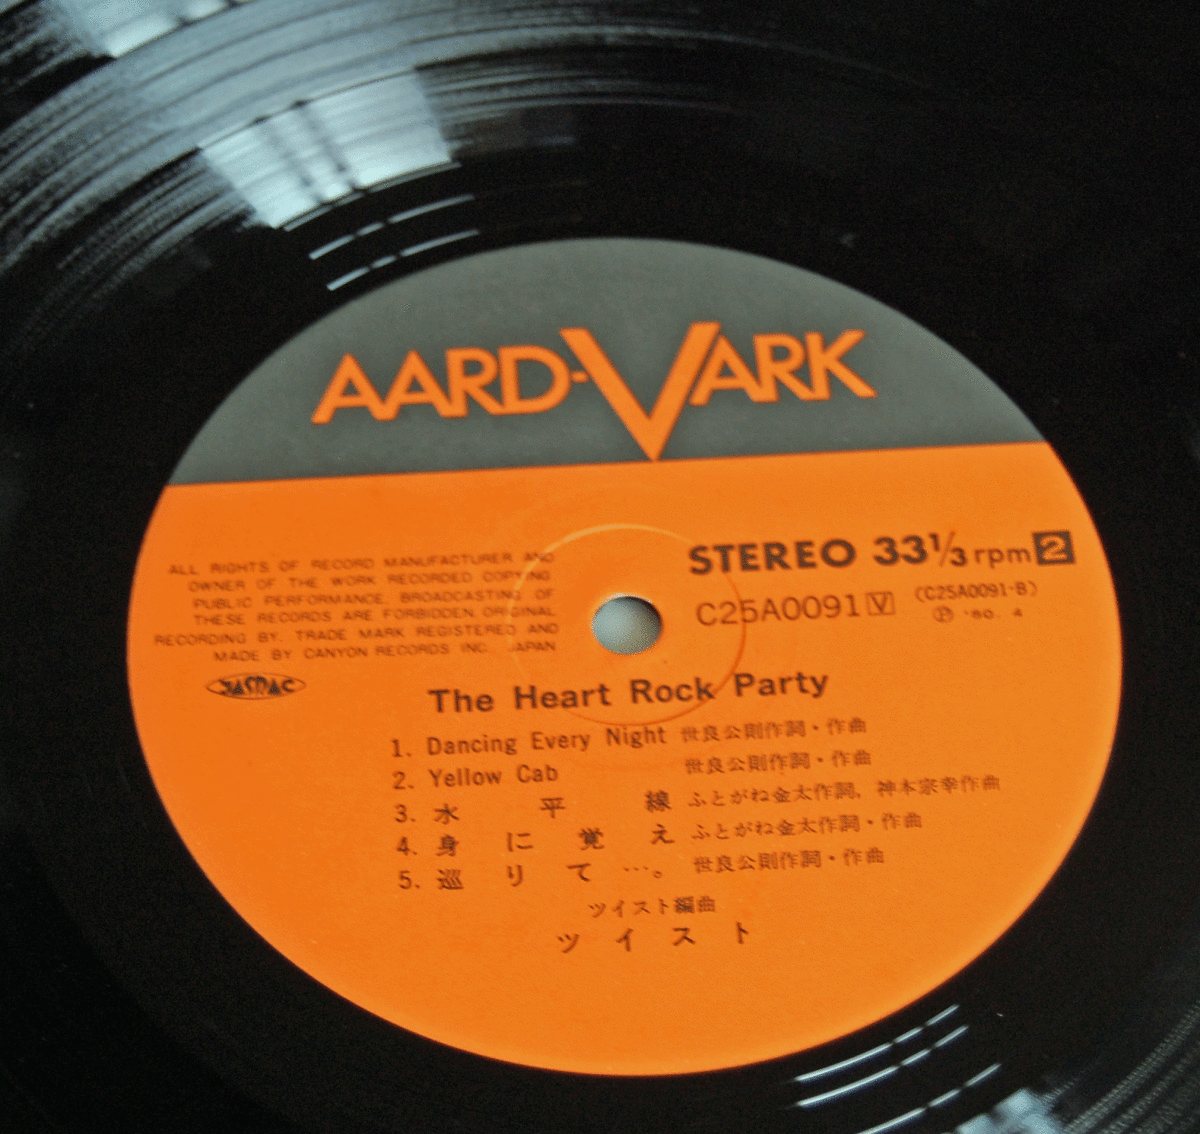 AARD-VARK
STEREO 33 1/3 rpm 2
C25A0091 V (C25A0091-B)
Ⓟ '80. 4
ALL RIGHTS OF RECORD MANUFACTURER AND
OWNER OF THE WORK RECORDED COPYING
PUBLIC PERFORMANCE, BROADCASTING OF
THESE RECORDS ARE FORBIDDEN. ORIGINAL
RECORDING BY. TRADE MARK REGISTERED AND
MADE BY CANYON RECORDS INC. JAPAN
JASRAC
The Heart Rock Party
1. Dancing Every Night 世良公則作詞・作曲
2. Yellow Cab 世良公則作詞・作曲
3. 水平線 ふとがね金太作詞, 神本宗幸作曲
4. 身に覚え ふとがね金太作詞・作曲
5. 巡りて…。 世良公則作詞・作曲
ツイスト編曲
ツイスト